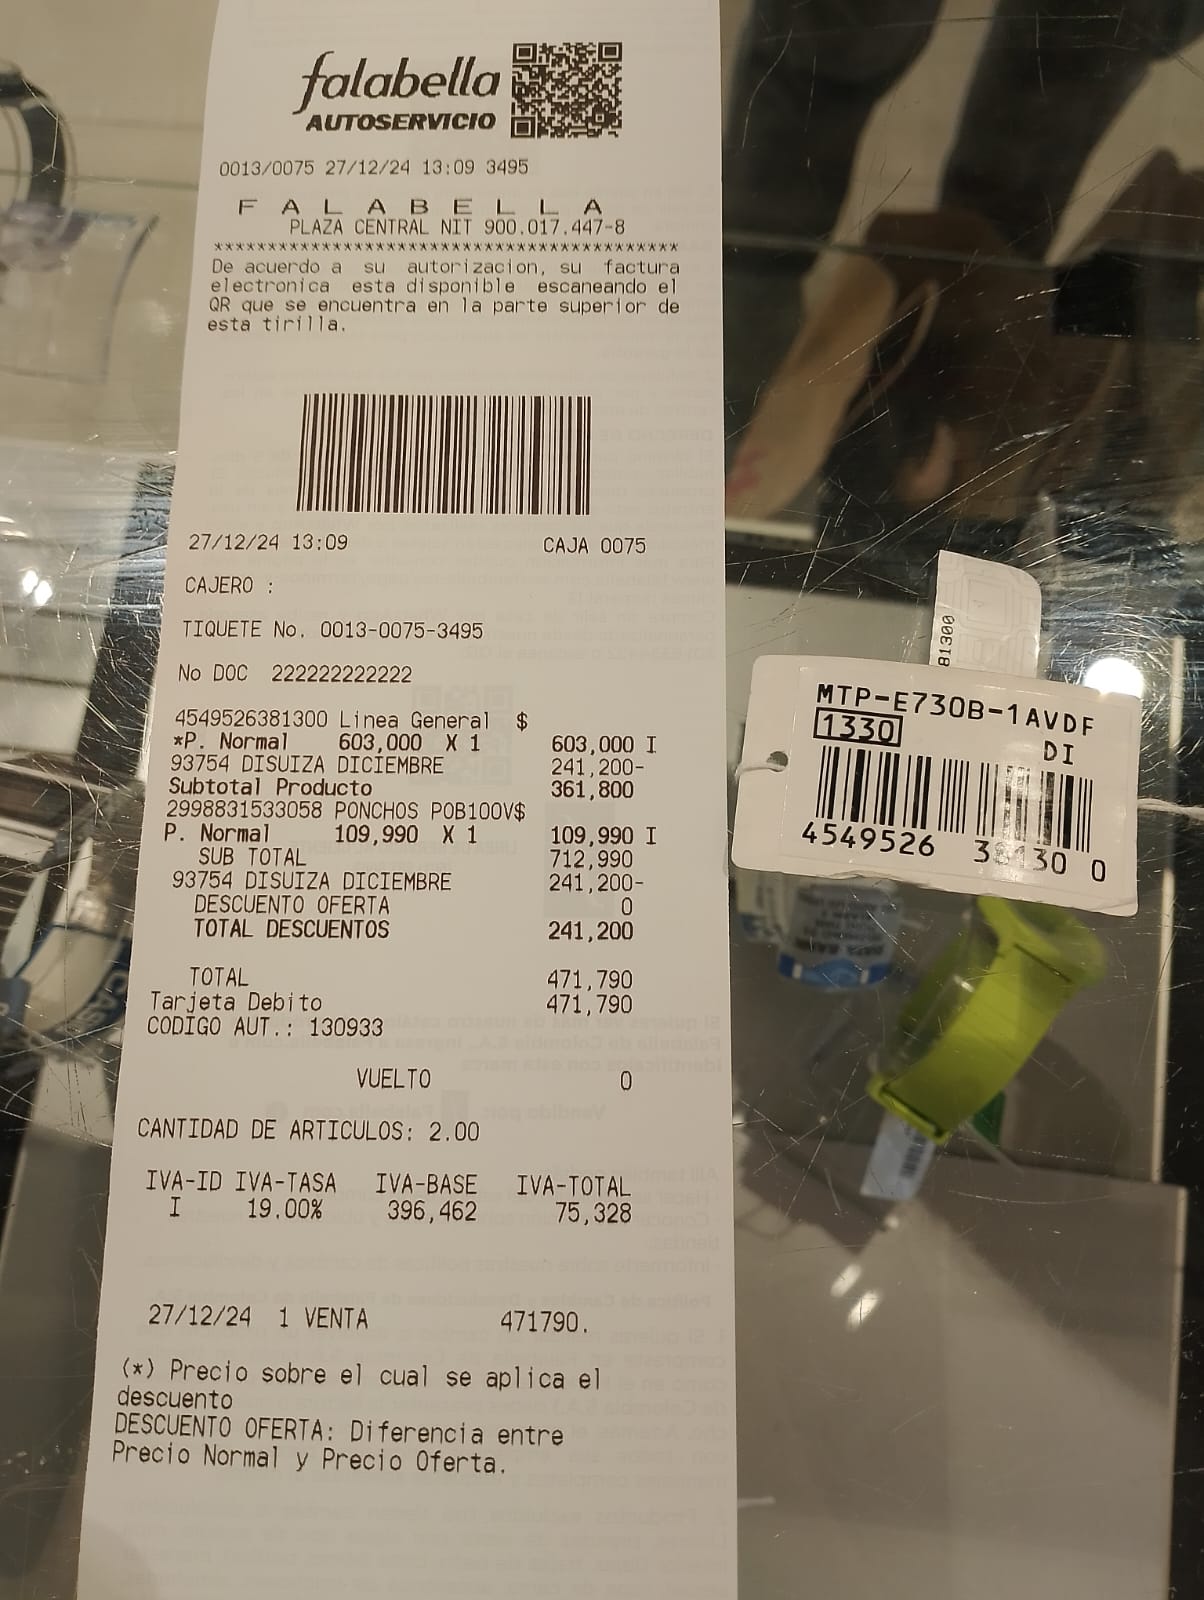 falabella
AUTOSERVICIO
0013/0075 27/12/24 13:09 3495
F A L A B E L L A
PLAZA CENTRAL NIT 900.017.447-8
********************************************
De acuerdo a su autorizacion, su factura
electronica esta disponible escaneando el
QR que se encuentra en la parte superior de
esta tirilla.
27/12/24 13:09 CAJA 0075
CAJERO :
TIQUETE No. 0013-0075-3495
No DOC 222222222222
4549526381300 Linea General $
*P. Normal 603,000 X 1 603,000 I
93754 DISUIZA DICIEMBRE 241,200-
Subtotal Producto 361,800
2998831533058 PONCHOS POB100V$
P. Normal 109,990 X 1 109,990 I
SUB TOTAL 712,990
93754 DISUIZA DICIEMBRE 241,200-
DESCUENTO OFERTA 0
TOTAL DESCUENTOS 241,200
TOTAL 471,790
Tarjeta Debito 471,790
CODIGO AUT.: 130933
VUELTO 0
CANTIDAD DE ARTICULOS: 2.00
IVA-ID IVA-TASA IVA-BASE IVA-TOTAL
I 19.00% 396,462 75,328
27/12/24 1 VENTA 471790.
(*) Precio sobre el cual se aplica el
descuento
DESCUENTO OFERTA: Diferencia entre
Precio Normal y Precio Oferta.
81300
MTP-E730B-1AVDF
1330 DI
4549526 38130 0